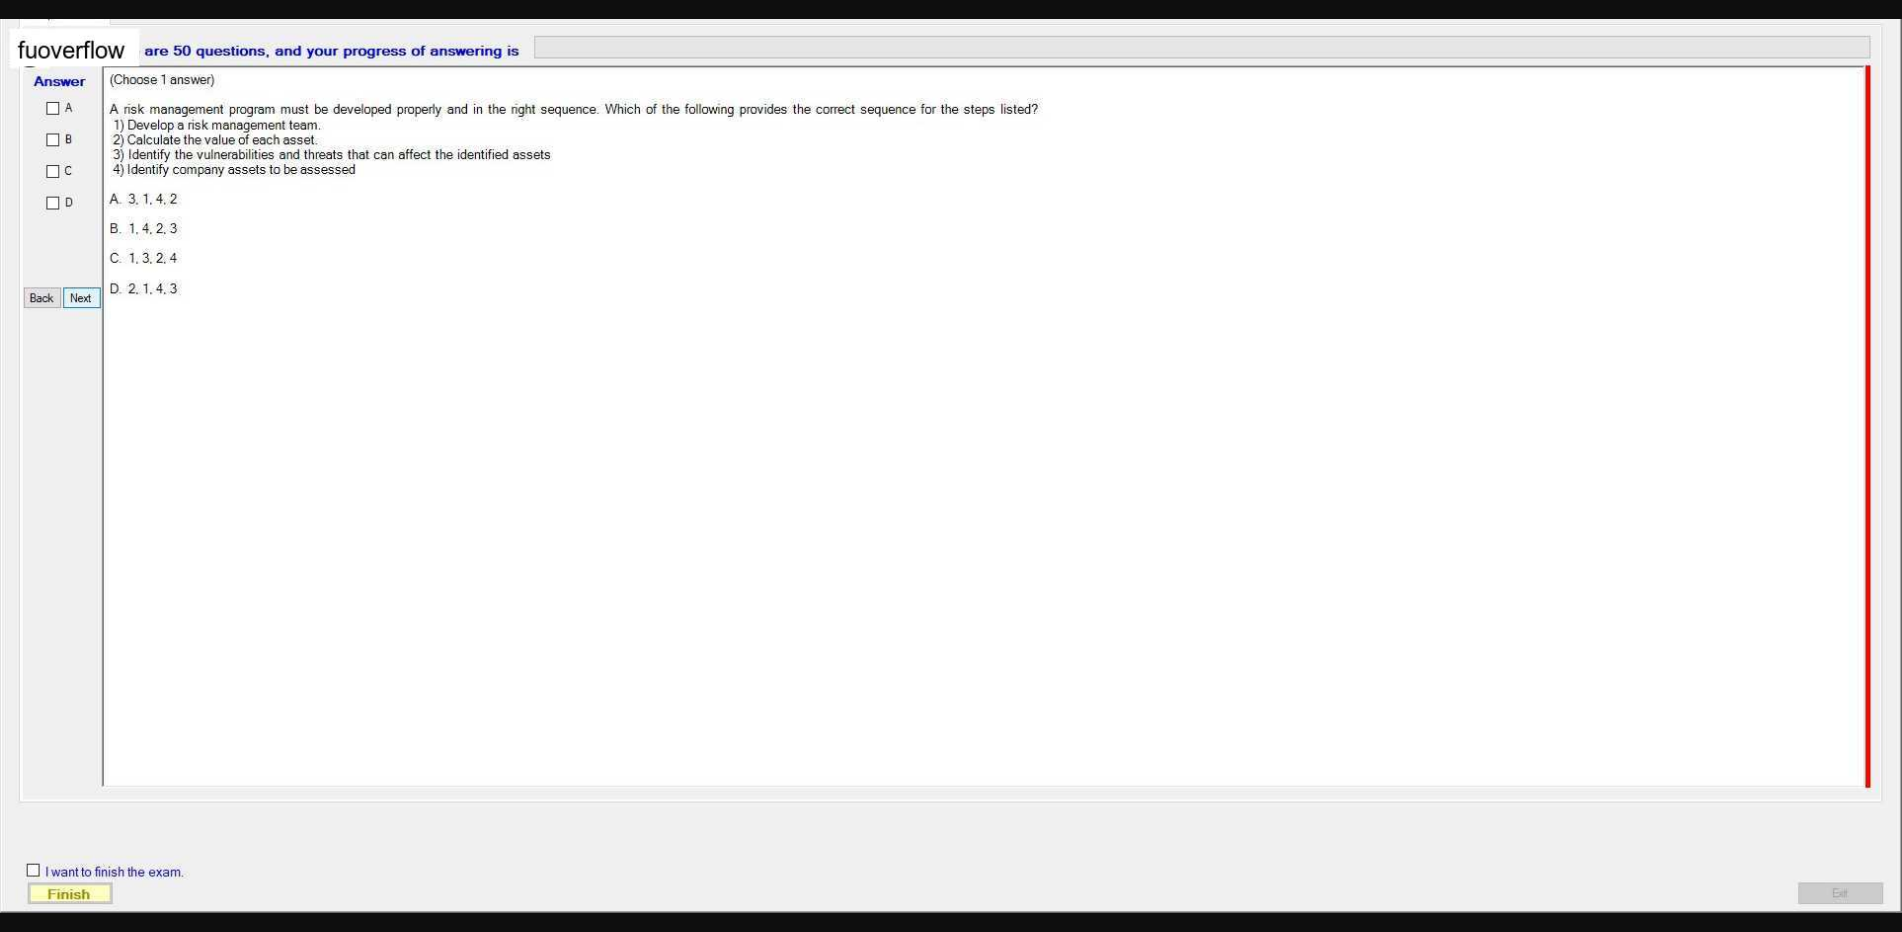 fuoverflow are 50 questions, and your progress of answering is
Answer
(Choose 1 answer)
A
B
C
D
A risk management program must be developed properly and in the right sequence. Which of the following provides the correct sequence for the steps listed?
1) Develop a risk management team.
2) Calculate the value of each asset.
3) Identify the vulnerabilities and threats that can affect the identified assets
4) Identify company assets to be assessed
A. 3, 1, 4, 2
B. 1, 4, 2, 3
C. 1, 3, 2, 4
D. 2, 1, 4, 3
Back Next
I want to finish the exam.
Finish
Exit